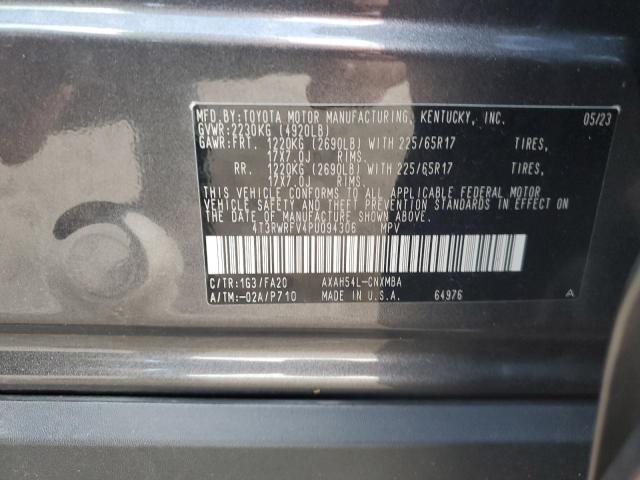 MFD.BY:TOYOTA MOTOR MANUFACTURING, KENTUCKY, INC. 05/23
GVWR:2230KG (4920LB)
GAWR:FRT. 1220KG (2690LB) WITH 225/65R17 TIRES,
17X7.0J RIMS.
RR. 1220KG (2690LB) WITH 225/65R17 TIRES,
17X7.0J RIMS.
THIS VEHICLE CONFORMS TO ALL APPLICABLE FEDERAL MOTOR
VEHICLE SAFETY AND THEFT PREVENTION STANDARDS IN EFFECT ON
THE DATE OF MANUFACTURE SHOWN ABOVE.
4T3RWRFV4PU094306 MPV
C/TR:1G3/FA20 AXAH54L-CNXMBA
A/TM:-02A/P710 MADE IN U.S.A. 64976 A